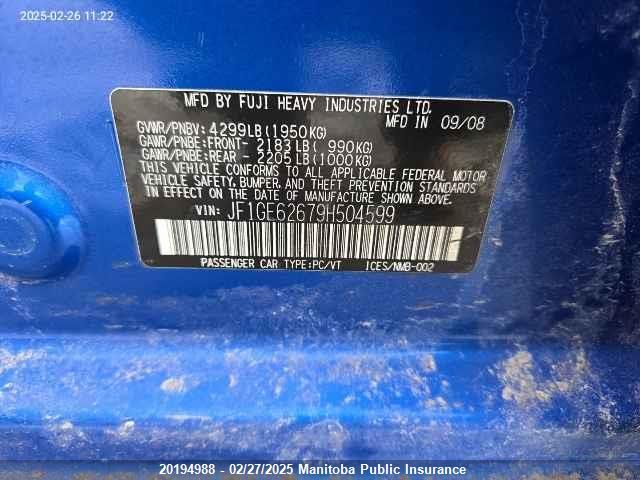 2025-02-26 11:22
MFD BY FUJI HEAVY INDUSTRIES LTD.
MFD IN 09/08
GVWR/PNBV: 4299LB(1950KG)
GAWR/PNBE:FRONT- 2183LB( 990KG)
GAWR/PNBE:REAR - 2205LB(1000KG)
THIS VEHICLE CONFORMS TO ALL APPLICABLE FEDERAL MOTOR
VEHICLE SAFETY, BUMPER, AND THEFT PREVENTION STANDARDS
IN EFFECT ON THE DATE OF MANUFACTURE SHOWN ABOVE.
VIN: JF1GE62679H504599
PASSENGER CAR TYPE:PC/VT ICES/NMB-002
20194988 - 02/27/2025 Manitoba Public Insurance